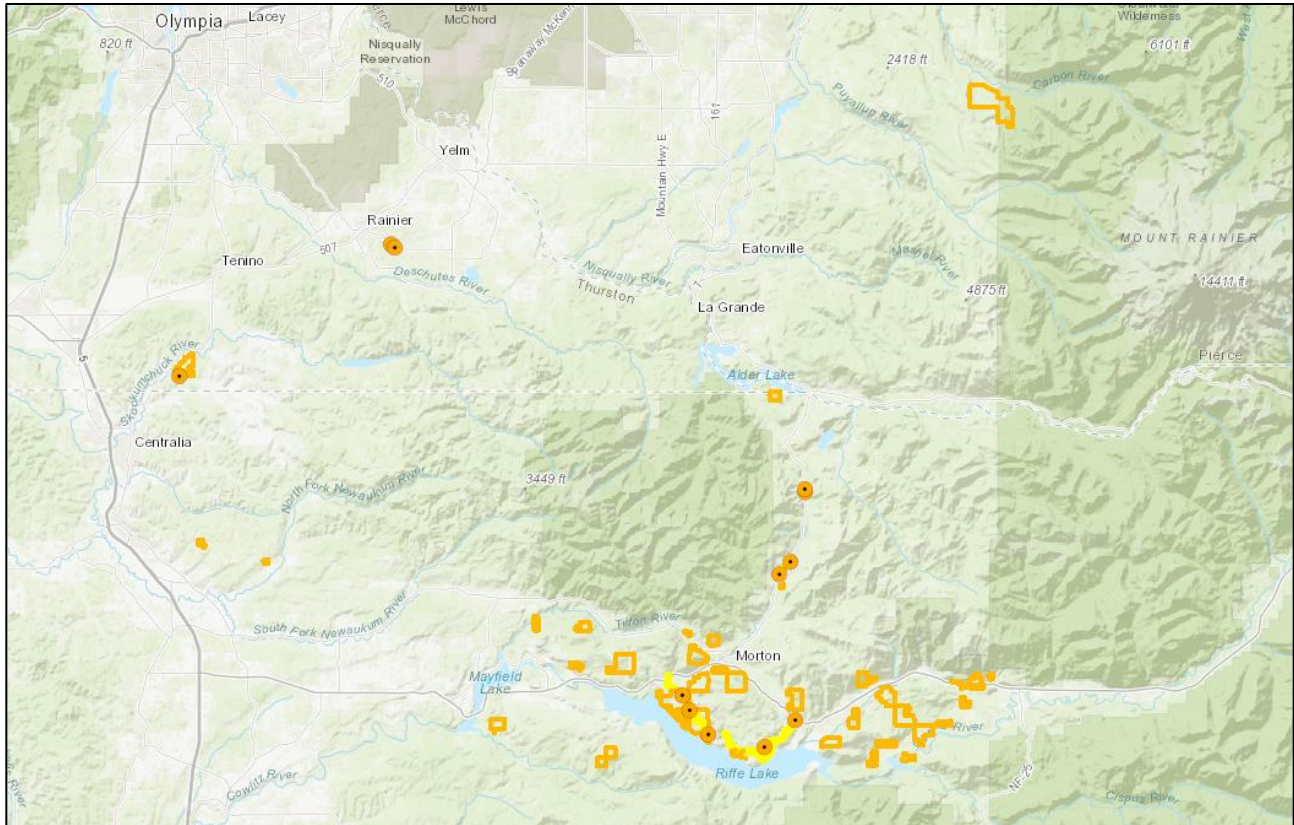 Olympia
Lacey
Lewis
McChord
Wilderness
820 ft
Nisqually
Reservation
510
Spanaway McKenn
6101 ft
2418 ft
Carbon River
161
Puyallup River
Mountain Hwy E
Yelm
Rainier
507
Tenino
Deschutes River
Nisqually River
Thurston
7
Eatonville
Mashel River
MOUNT RAINIER
4875 ft
14411 ft
La Grande
Pierce
5
Skookumchuck River
Alder Lake
Centralia
3449 ft
North Fork Newaukum River
South Fork Newaukum River
Tilton River
Morton
Mayfield
Lake
River
Riffe Lake
Cowlitz River
NF-25
Cispus River